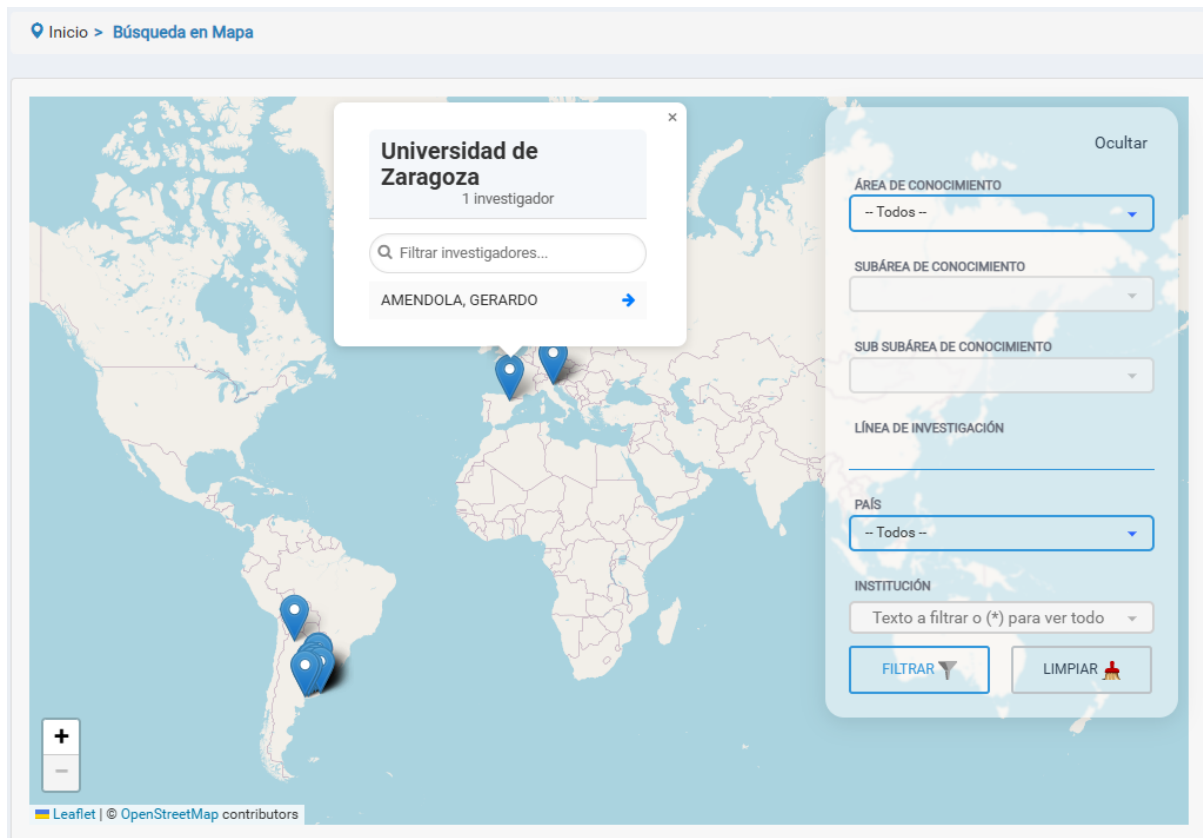 Inicio > Búsqueda en Mapa
×
Universidad de
Zaragoza
1 investigador
Filtrar investigadores...
AMENDOLA, GERARDO
Ocultar
ÁREA DE CONOCIMIENTO
-- Todos --
SUBÁREA DE CONOCIMIENTO
SUB SUBÁREA DE CONOCIMIENTO
LÍNEA DE INVESTIGACIÓN
PAÍS
-- Todos --
INSTITUCIÓN
Texto a filtrar o (*) para ver todo
FILTRAR
LIMPIAR
+
−
Leaflet | © OpenStreetMap contributors